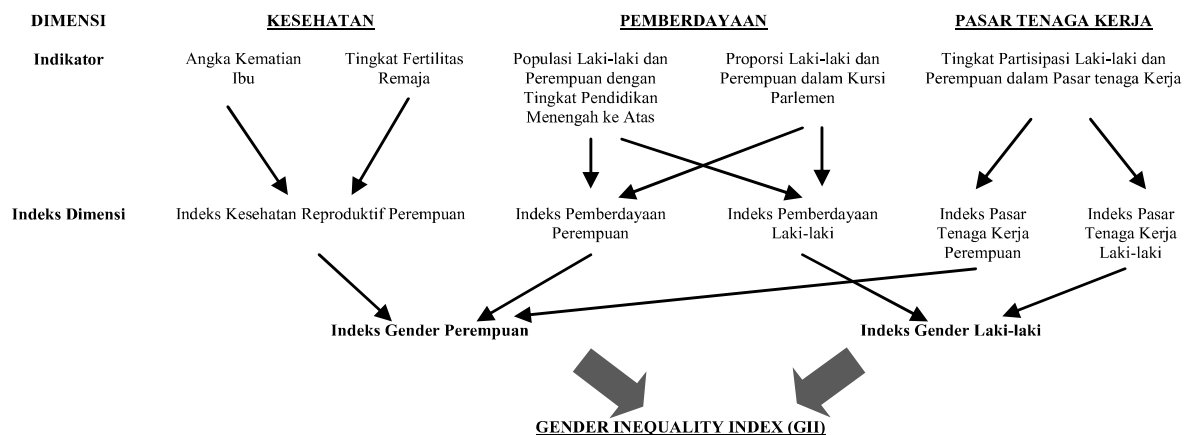 DIMENSI KESEHATAN PEMBERDAYAAN PASAR TENAGA KERJA
Indikator
Angka Kematian
Ibu
Tingkat Fertilitas
Remaja
Populasi Laki-laki dan
Perempuan dengan
Tingkat Pendidikan
Menengah ke Atas
Proporsi Laki-laki dan
Perempuan dalam Kursi
Parlemen
Tingkat Partisipasi Laki-laki dan
Perempuan dalam Pasar tenaga Kerja
Indeks Dimensi
Indeks Kesehatan Reproduktif Perempuan
Indeks Pemberdayaan
Perempuan
Indeks Pemberdayaan
Laki-laki
Indeks Pasar
Tenaga Kerja
Perempuan
Indeks Pasar
Tenaga Kerja
Laki-laki
Indeks Gender Perempuan
Indeks Gender Laki-laki
GENDER INEQUALITY INDEX (GII)